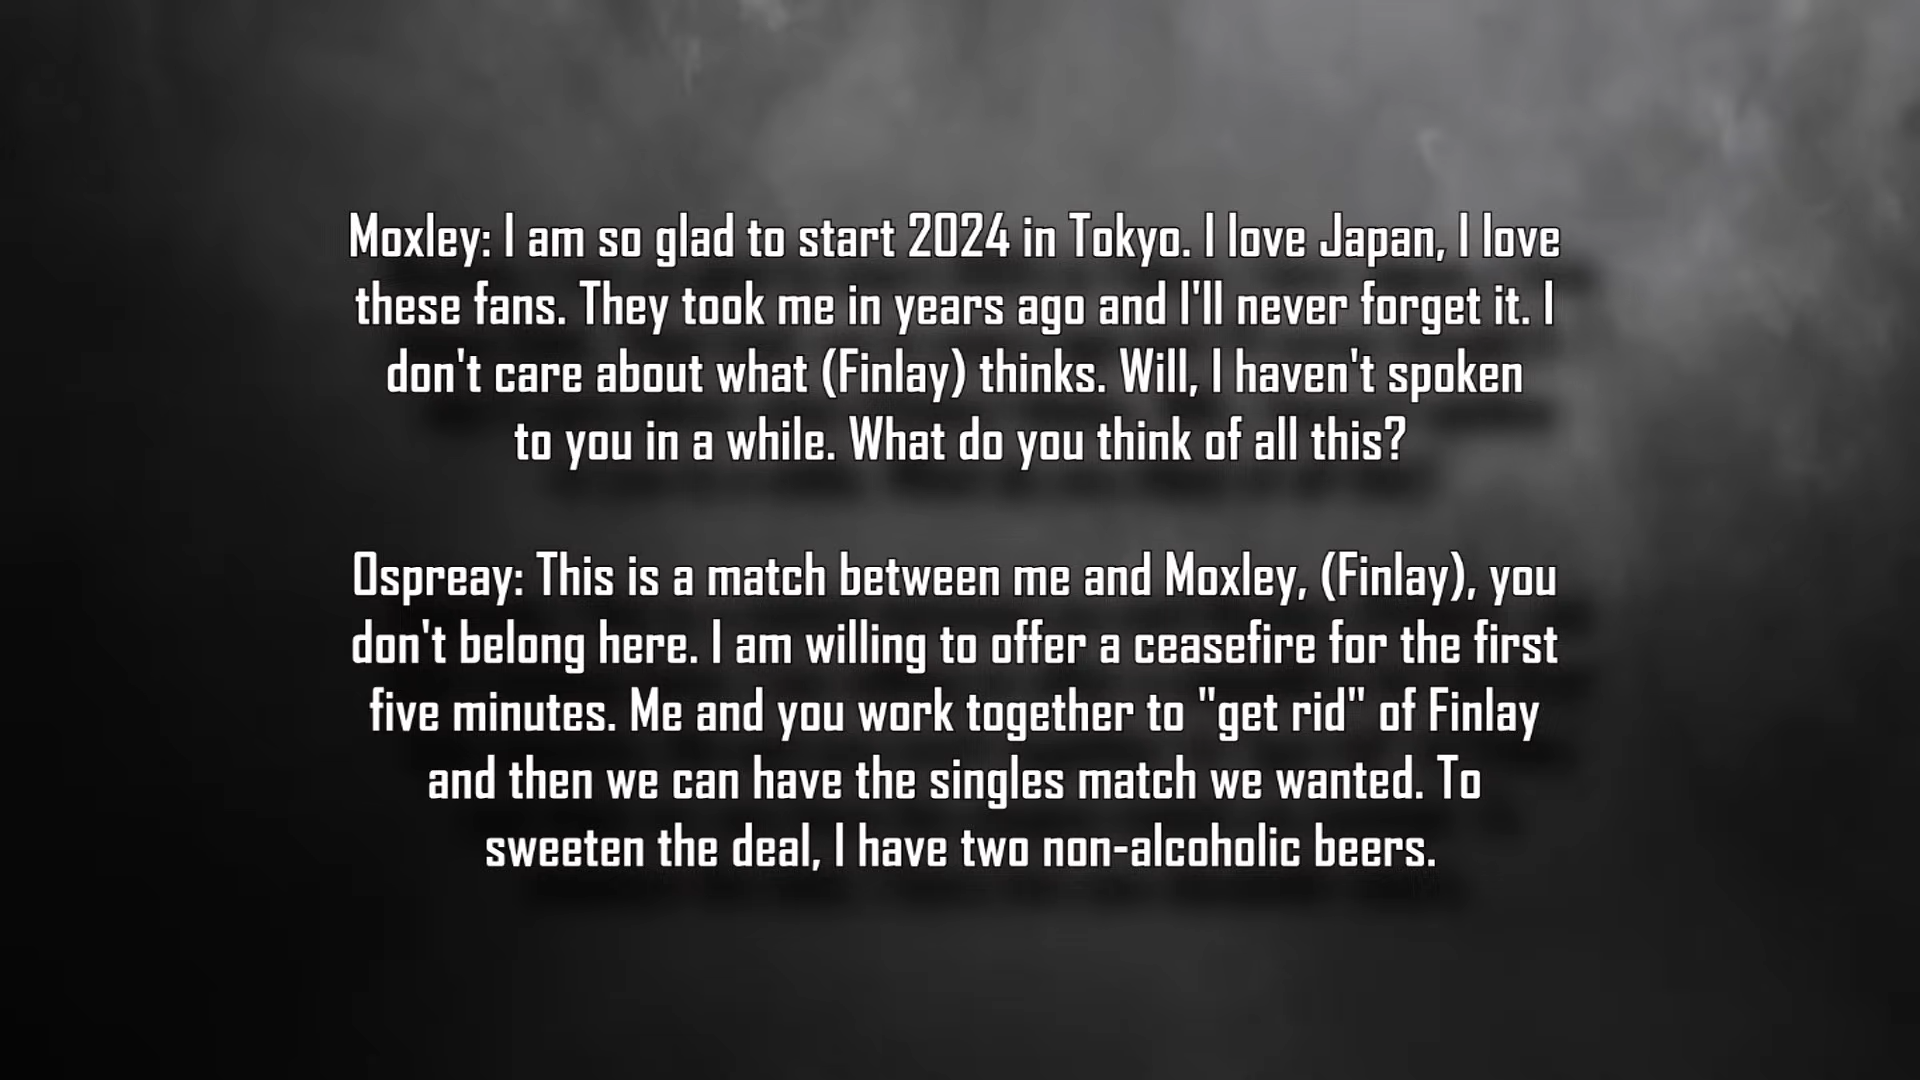 Moxley: I am so glad to start 2024 in Tokyo. I love Japan, I love
these fans. They took me in years ago and I'll never forget it. I
don't care about what (Finlay) thinks. Will, I haven't spoken
to you in a while. What do you think of all this?
Ospreay: This is a match between me and Moxley, (Finlay), you
don't belong here. I am willing to offer a ceasefire for the first
five minutes. Me and you work together to "get rid" of Finlay
and then we can have the singles match we wanted. To
sweeten the deal, I have two non-alcoholic beers.